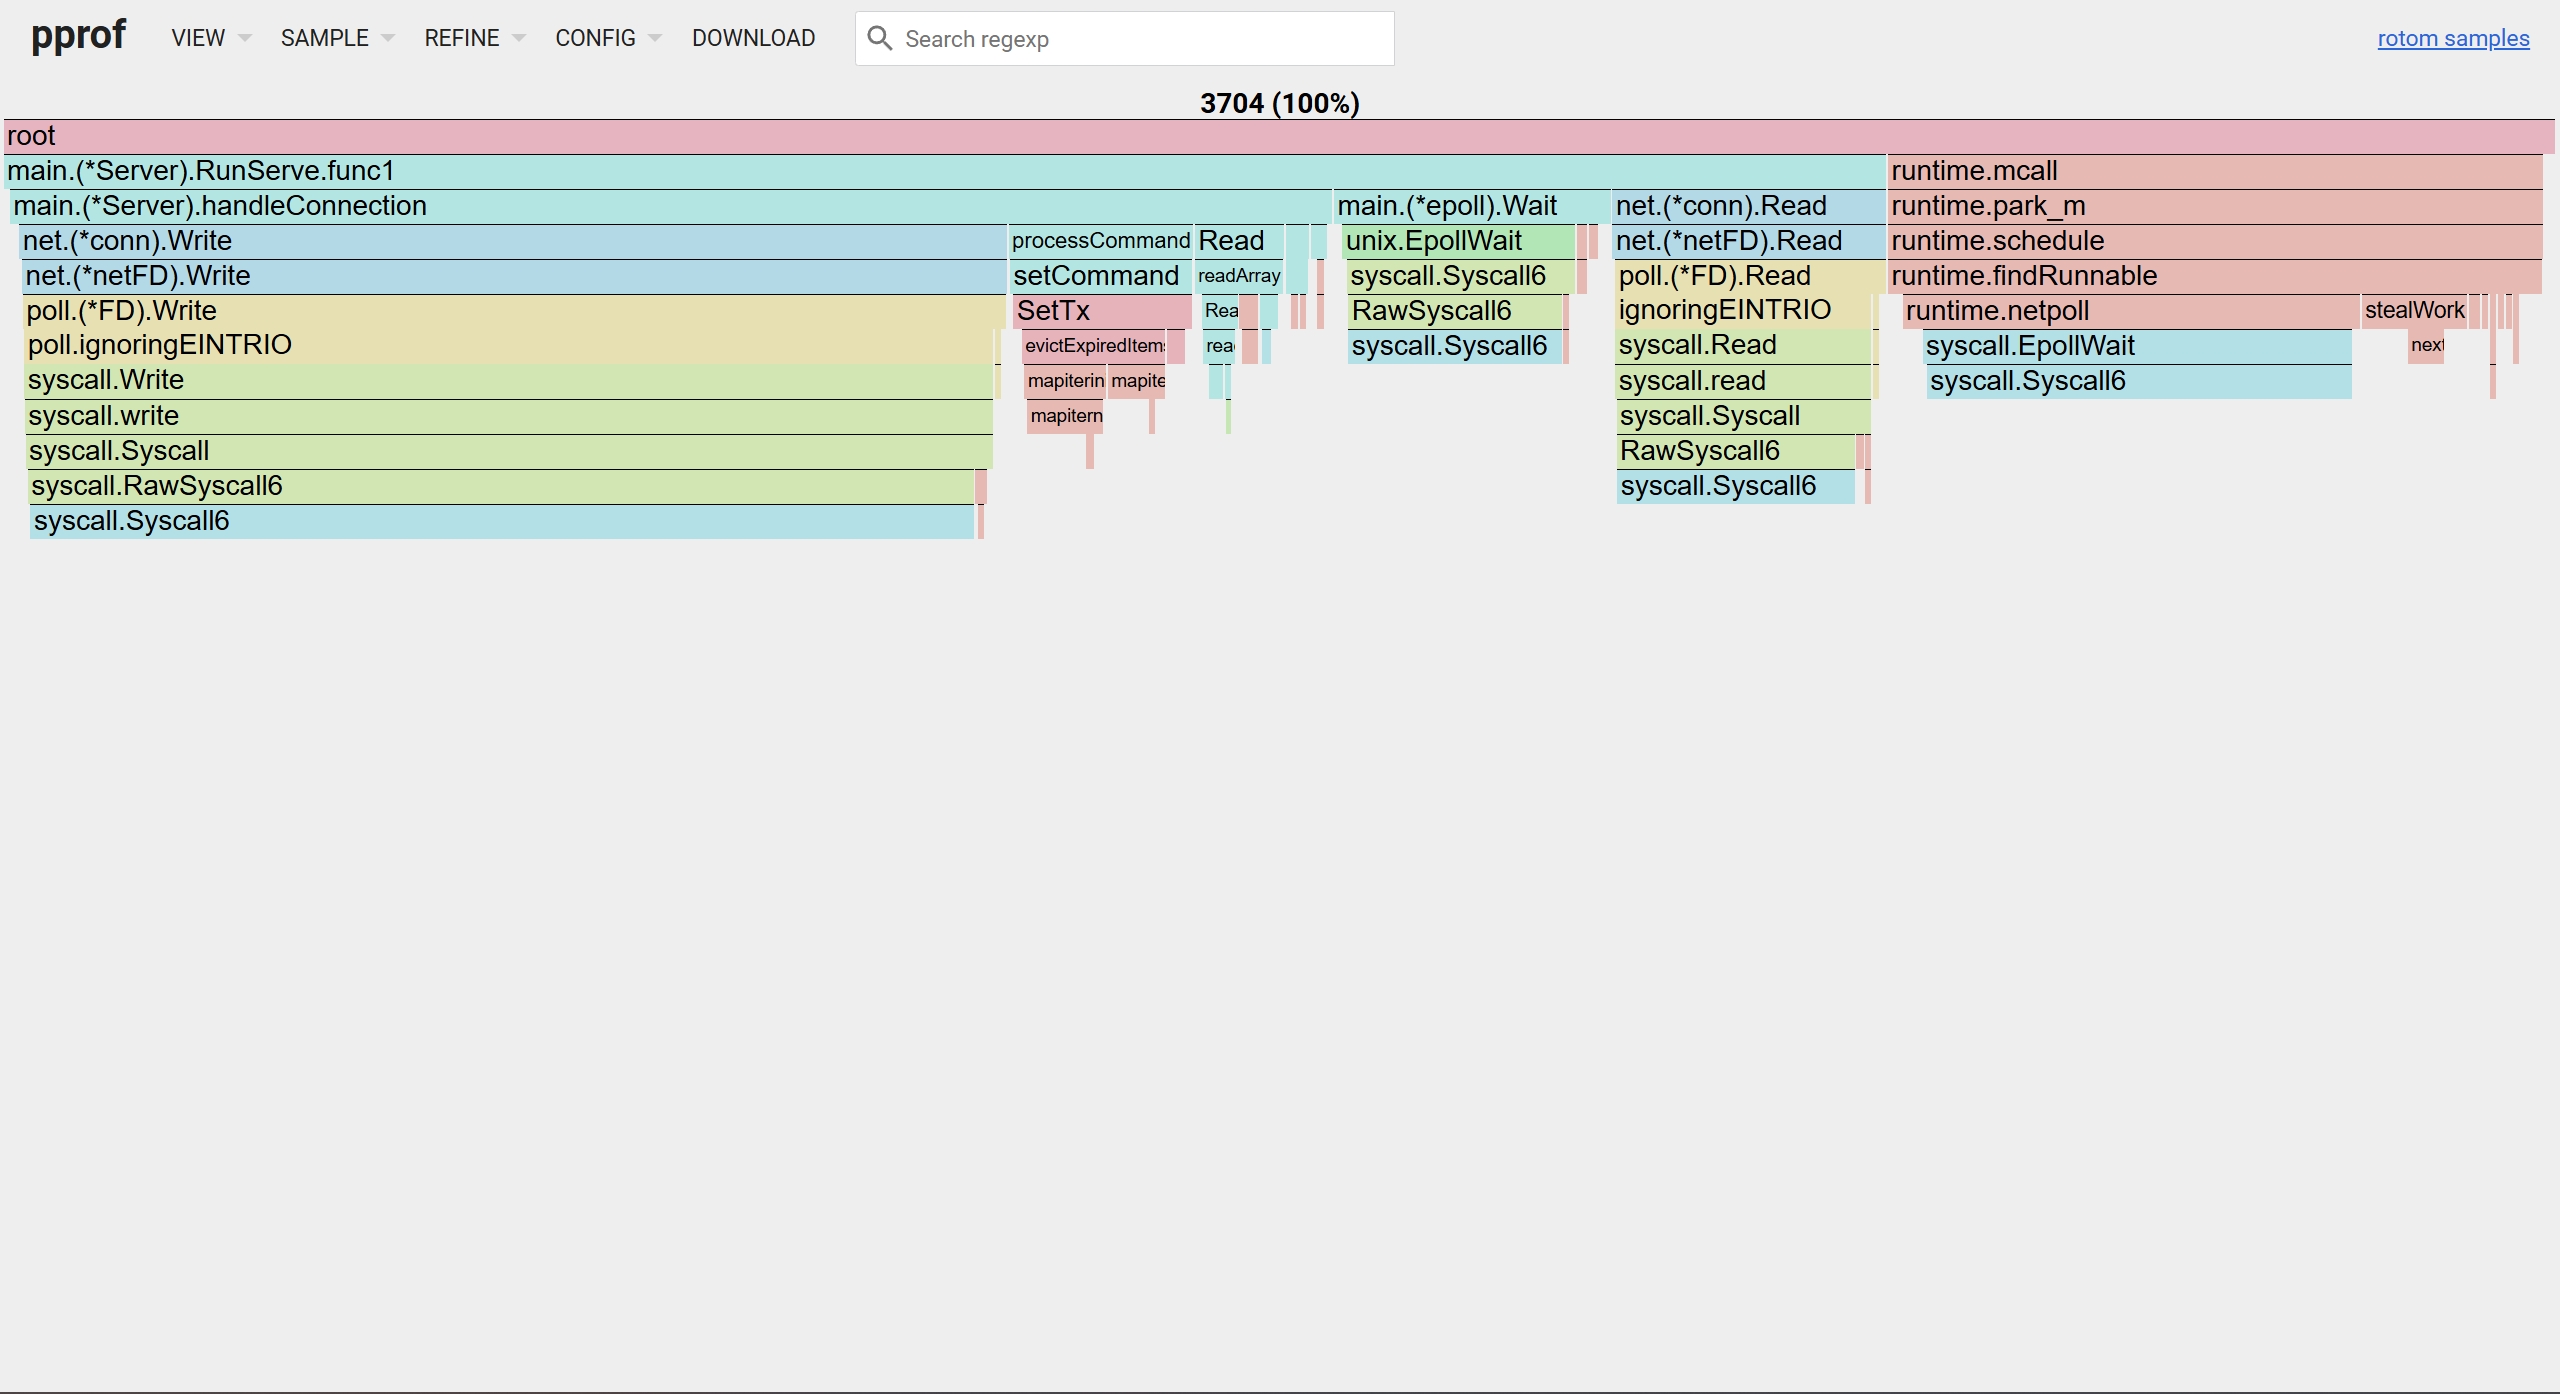 pprof VIEW SAMPLE REFINE CONFIG DOWNLOAD Search regexp rotom samples
3704 (100%)
root
main.(*Server).RunServe.func1 runtime.mcall
main.(*Server).handleConnection main.(*epoll).Wait net.(*conn).Read runtime.park_m
net.(*conn).Write processCommand Read unix.EpollWait net.(*netFD).Read runtime.schedule
net.(*netFD).Write setCommand readArray syscall.Syscall6 poll.(*FD).Read runtime.findRunnable
poll.(*FD).Write SetTx Rea RawSyscall6 ignoringEINTRIO runtime.netpoll stealWork
poll.ignoringEINTRIO evictExpiredItem rea syscall.Syscall6 syscall.Read syscall.EpollWait next
syscall.Write mapiterin mapite syscall.read syscall.Syscall6
syscall.write mapitern syscall.Syscall
syscall.Syscall RawSyscall6
syscall.RawSyscall6 syscall.Syscall6
syscall.Syscall6